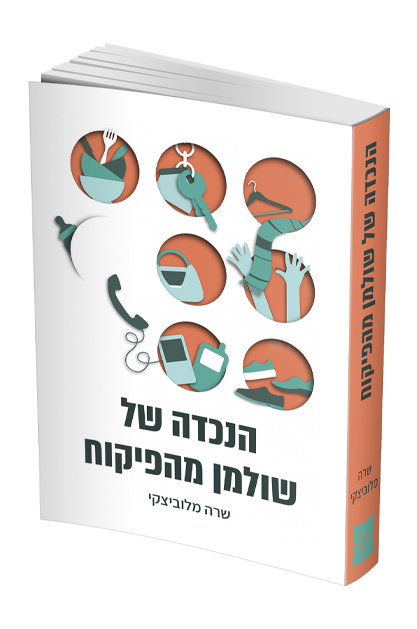 הנכדה של
שולמן מהפיקוח
שרה מלוביצקי
הנכדה של שולמן מהפיקוח
שרה
מלוביצקי